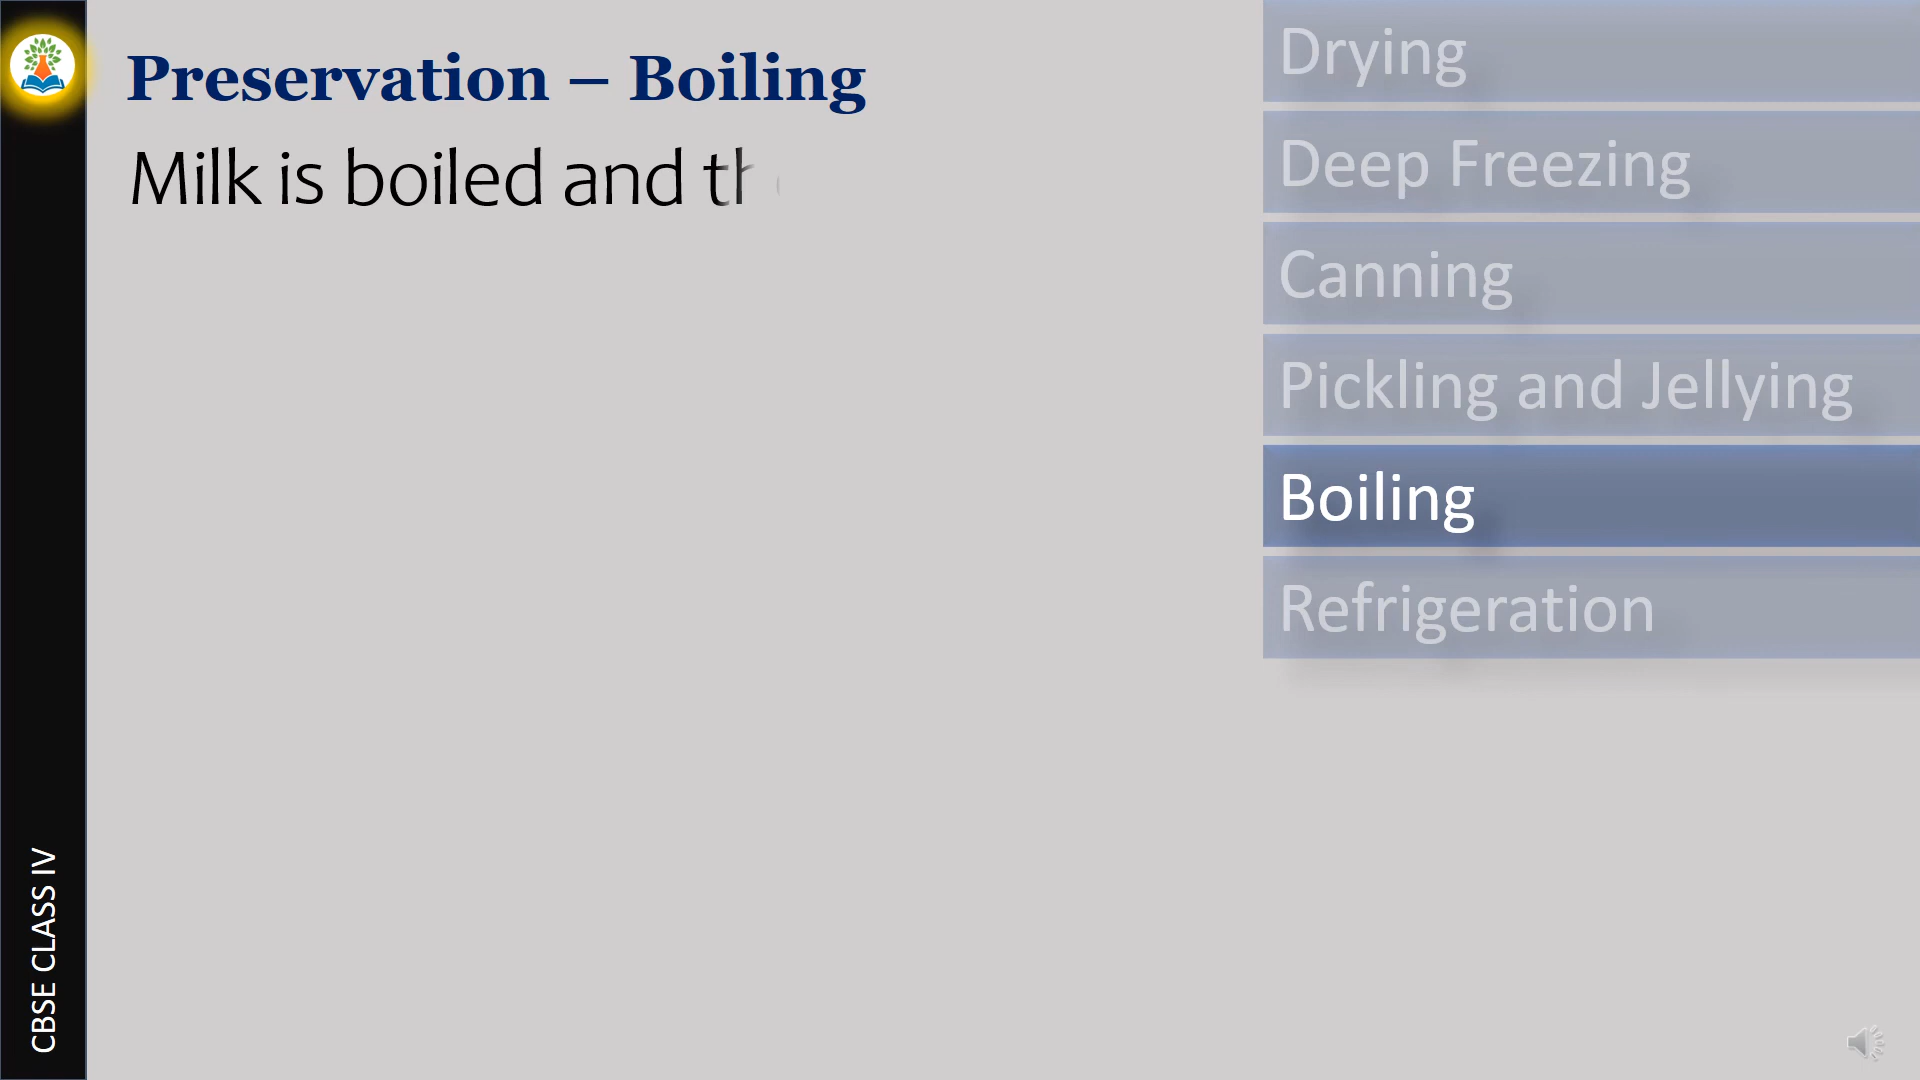 Preservation – Boiling
Milk is boiled and
Drying
Deep Freezing
Canning
Pickling and Jellying
Boiling
Refrigeration
CBSE CLASS IV